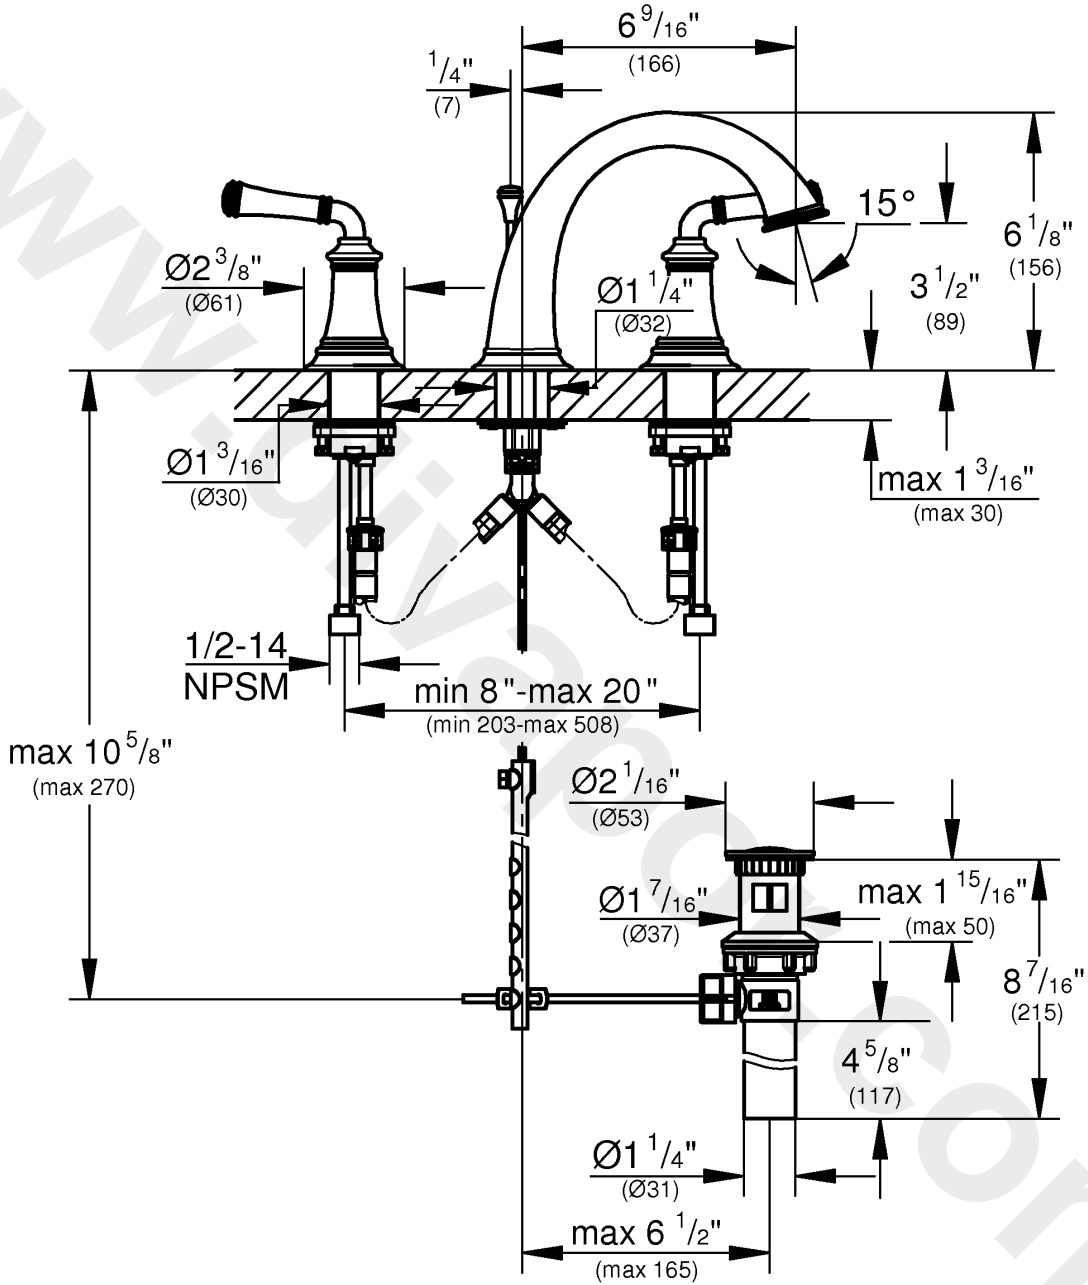 6 9/16"
(166)
1/4"
(7)
15°
6 1/8"
(156)
Ø2 3/8"
(Ø61)
Ø1 1/4"
(Ø32)
3 1/2"
(89)
Ø1 3/16"
(Ø30)
max 1 3/16"
(max 30)
1/2-14
NPSM
min 8"-max 20"
(min 203-max 508)
max 10 5/8"
(max 270)
Ø2 1/16"
(Ø53)
Ø1 7/16"
(Ø37)
max 1 15/16"
(max 50)
8 7/16"
(215)
4 5/8"
(117)
Ø1 1/4"
(Ø31)
max 6 1/2"
(max 165)